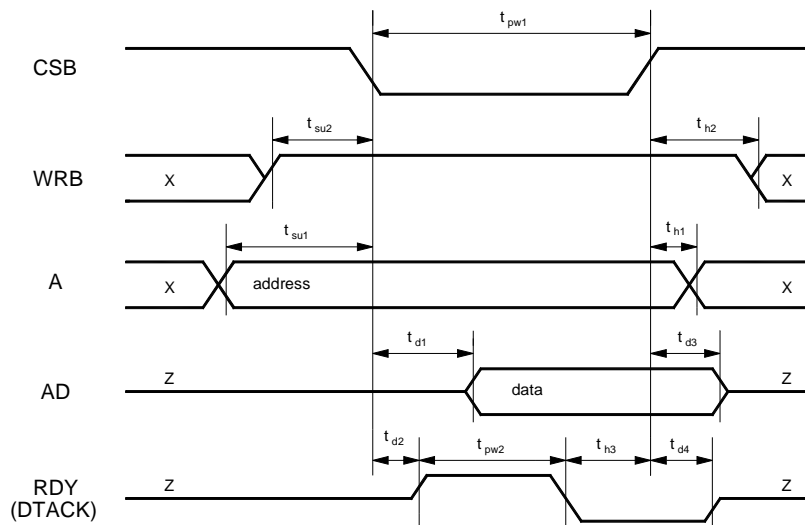 t pw1
CSB
t su2
t h2
WRB
X
X
t su1
t h1
A
X
address
X
t d1
t d3
AD
Z
data
Z
t d2
t pw2
t h3
t d4
RDY
(DTACK)
Z
Z